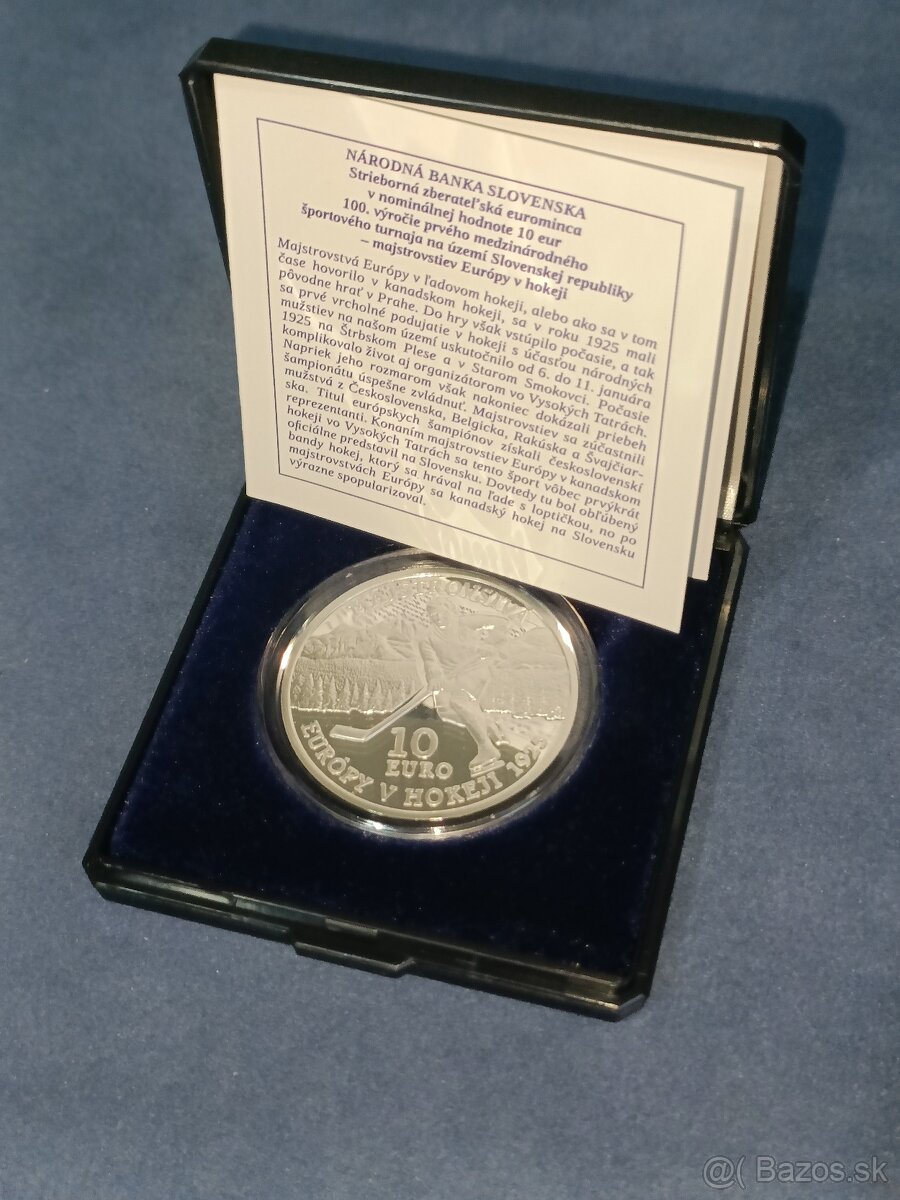 NÁRODNÁ BANKA SLOVENSKA
Strieborná zberateľská eurominca
v nominálnej hodnote 10 eur
100. výročie prvého medzinárodného
športového turnaja na území Slovenskej republiky
– majstrovstiev Európy v hokeji
Majstrovstvá Európy v ľadovom hokeji, alebo ako sa v tom
čase hovorilo v kanadskom hokeji, sa v roku 1925 mali
pôvodne hrať v Prahe. Do hry však vstúpilo počasie, a tak
sa prvé vrcholné podujatie v hokeji s účasťou národných
mužstiev na našom území uskutočnilo od 6. do 11. januára
1925 na Štrbskom Plese a v Starom Smokovci. Počasie
komplikovalo život aj organizátorom vo Vysokých Tatrách.
Napriek jeho rozmarom však nakoniec dokázali priebeh
šampionátu úspešne zvládnuť. Majstrovstiev sa zúčastnili
mužstvá z Československa, Belgicka, Rakúska a Švajčiar-
ska. Titul európskych šampiónov získali československí
reprezentanti. Konaním majstrovstiev Európy v kanadskom
hokeji vo Vysokých Tatrách sa tento šport vôbec prvýkrát
oficiálne predstavil na Slovensku. Dovtedy tu bol obľúbený
bandy hokej, ktorý sa hrával na ľade s loptičkou, no po
majstrovstvách Európy sa kanadský hokej na Slovensku
výrazne spopularizoval.
10
EURO
EURÓPY V HOKEJI 1925
@( Bazos.sk